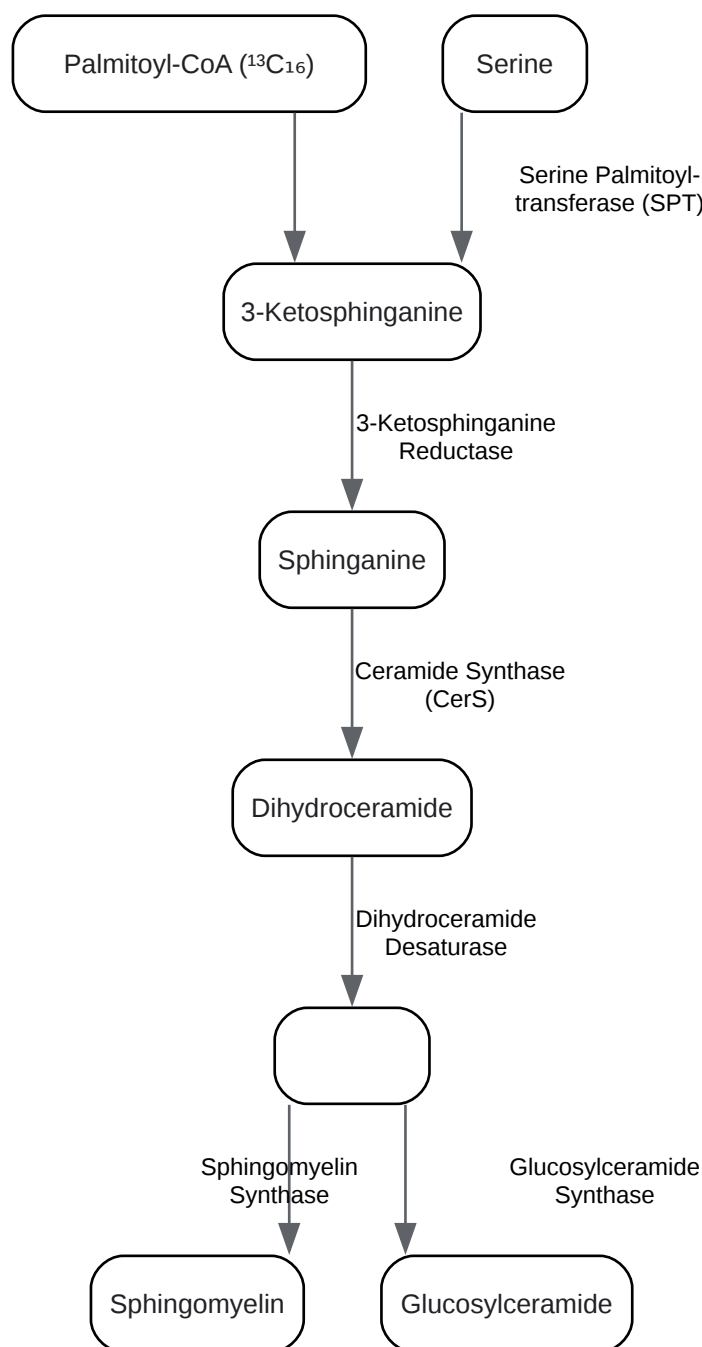 Palmitoyl-CoA (¹³C₁₆)
Serine
Serine Palmitoyl-
transferase (SPT)
3-Ketosphinganine
3-Ketosphinganine
Reductase
Sphinganine
Ceramide Synthase
(CerS)
Dihydroceramide
Dihydroceramide
Desaturase
Sphingomyelin
Synthase
Glucosylceramide
Synthase
Sphingomyelin
Glucosylceramide